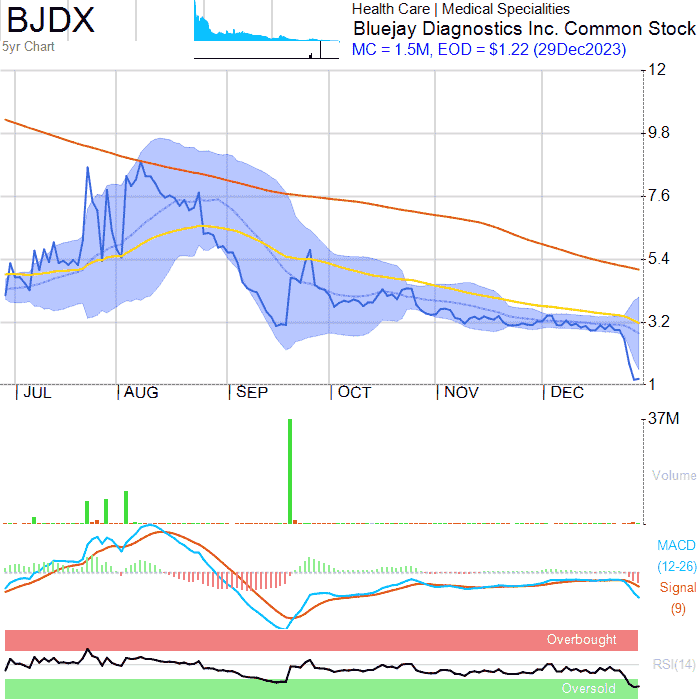 BJDX
5yr Chart
Health Care | Medical Specialities
Bluejay Diagnostics Inc. Common Stock
MC = 1.5M, EOD = $1.22 (29Dec2023)
12
9.8
7.6
5.4
3.2
1
JUL AUG SEP OCT NOV DEC
37M
Volume
MACD
(12-26)
Signal
(9)
Overbought
RSI(14)
Oversold